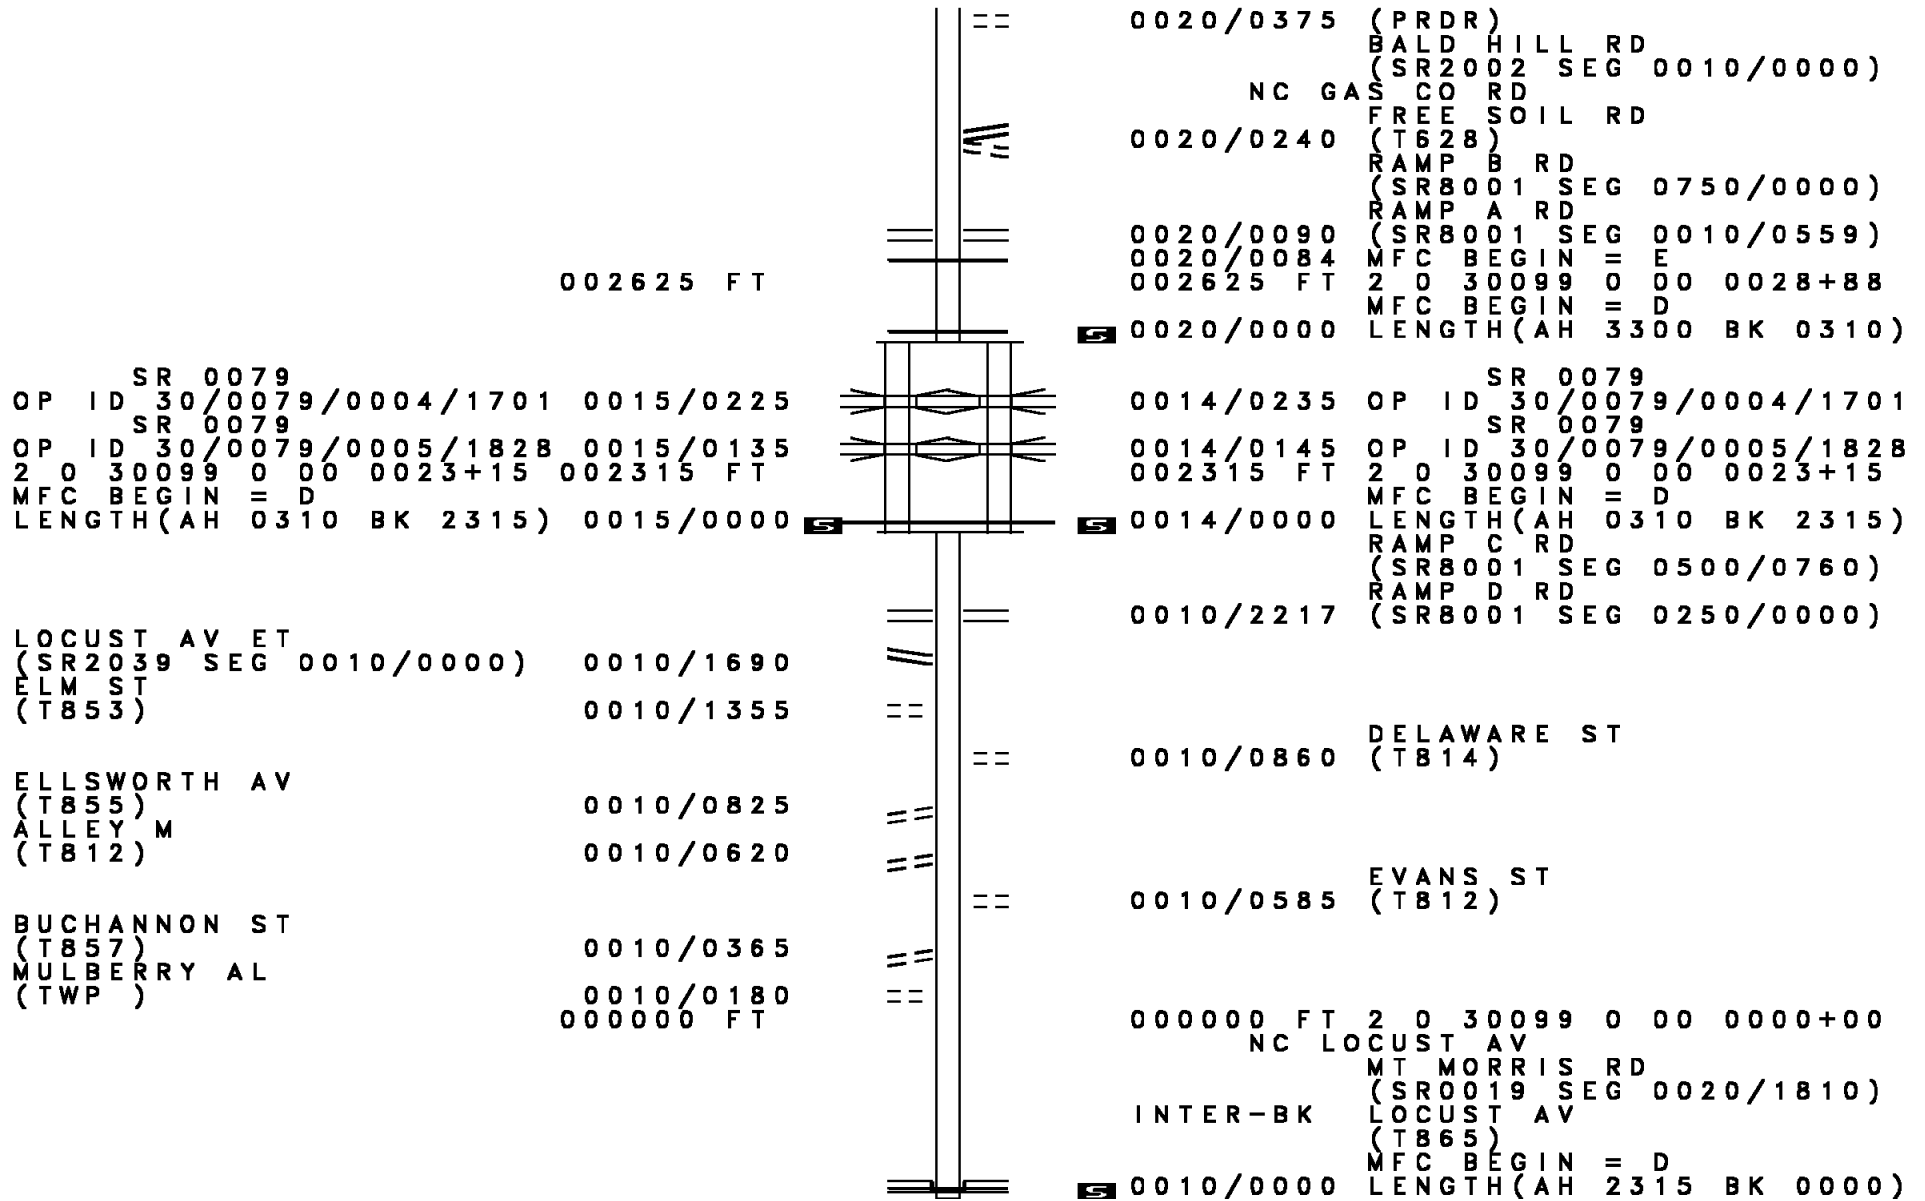 0020/0375 (PRDR)
BALD HILL RD
(SR2002 SEG 0010/0000)
NC GAS CO RD
FREE SOIL RD
0020/0240 (T628)
RAMP B RD
(SR8001 SEG 0750/0000)
RAMP A RD
0020/0090 (SR8001 SEG 0010/0559)
0020/0084 MFC BEGIN = E
002625 FT 002625 FT 2 0 30099 0 00 0028+88
MFC BEGIN = D
S 0020/0000 LENGTH(AH 3300 BK 0310)
SR 0079 SR 0079
OP ID 30/0079/0004/1701 0015/0225 0014/0235 OP ID 30/0079/0004/1701
SR 0079 SR 0079
OP ID 30/0079/0005/1828 0015/0135 0014/0145 OP ID 30/0079/0005/1828
2 0 30099 0 00 0023+15 002315 FT 002315 FT 2 0 30099 0 00 0023+15
MFC BEGIN = D MFC BEGIN = D
LENGTH(AH 0310 BK 2315) 0015/0000 S S 0014/0000 LENGTH(AH 0310 BK 2315)
RAMP C RD
(SR8001 SEG 0500/0760)
RAMP D RD
0010/2217 (SR8001 SEG 0250/0000)
LOCUST AV ET
(SR2039 SEG 0010/0000) 0010/1690
ELM ST
(T853) 0010/1355
DELAWARE ST
0010/0860 (T814)
ELLSWORTH AV
(T855) 0010/0825
ALLEY M
(T812) 0010/0620
EVANS ST
0010/0585 (T812)
BUCHANNON ST
(T857) 0010/0365
MULBERRY AL
(TWP ) 0010/0180
000000 FT 000000 FT 2 0 30099 0 00 0000+00
NC LOCUST AV
MT MORRIS RD
(SR0019 SEG 0020/1810)
INTER-BK LOCUST AV
(T865)
MFC BEGIN = D
S 0010/0000 LENGTH(AH 2315 BK 0000)